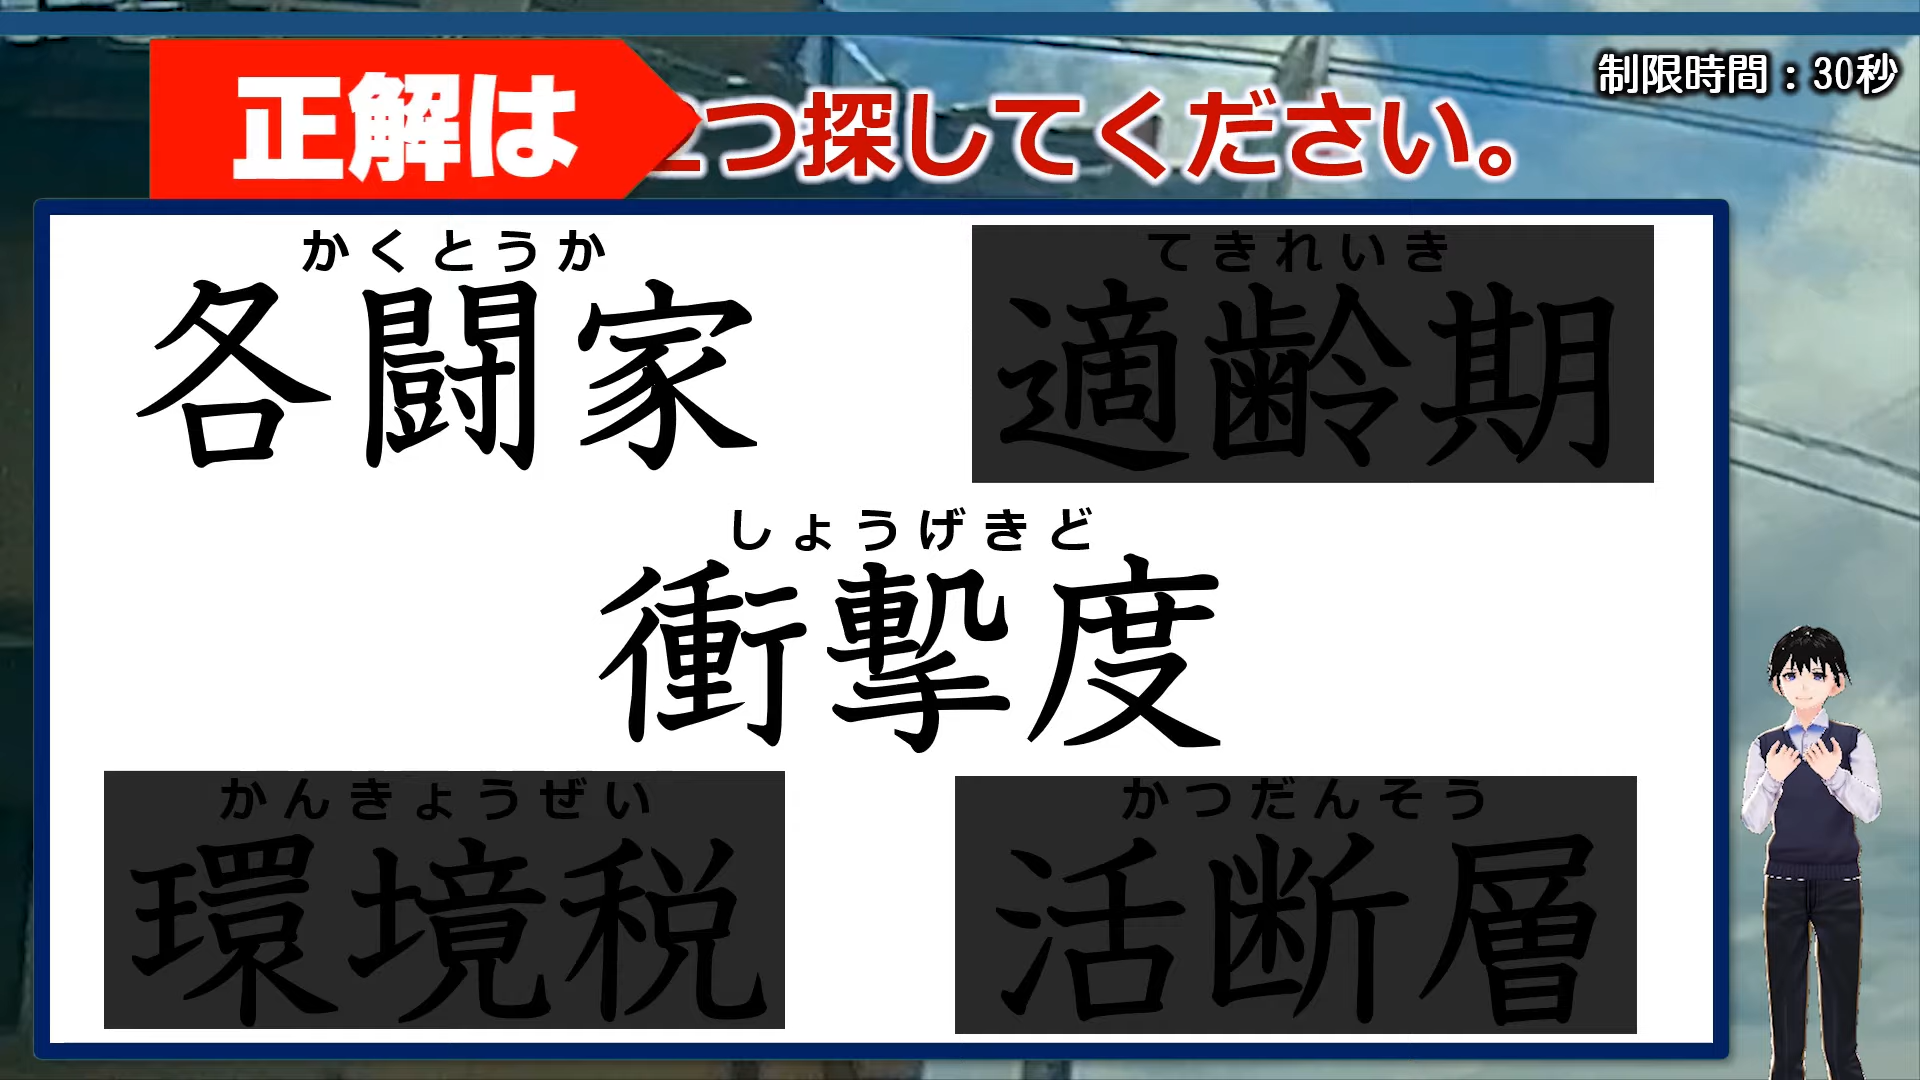 制限時間：30秒
正解は
2つ探してください。
かくとうか
各闘家
てきれいき
適齢期
しょうげきど
衝撃度
かんきょうぜい
環境税
かつだんそう
活断層